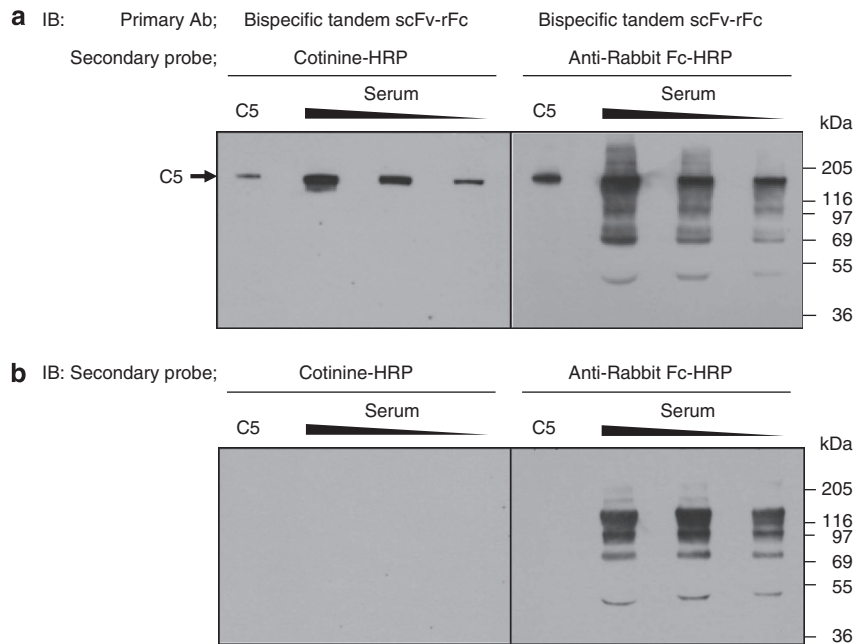 a IB: Primary Ab; Bispecific tandem scFv-rFc Bispecific tandem scFv-rFc
Secondary probe; Cotinine-HRP Anti-Rabbit Fc-HRP
C5 Serum C5 Serum
kDa
C5
205
116
97
69
55
36
b IB: Secondary probe; Cotinine-HRP Anti-Rabbit Fc-HRP
C5 Serum C5 Serum
kDa
205
116
97
69
55
36